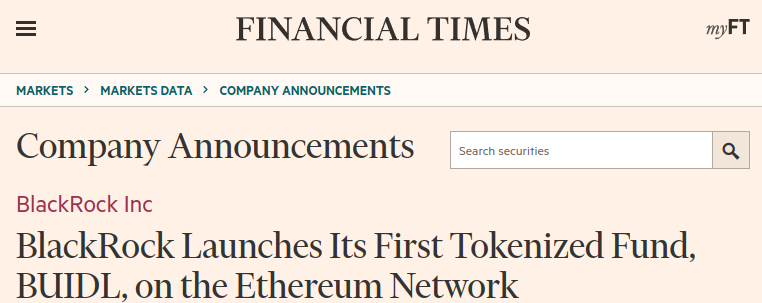 FINANCIAL TIMES
myFT
MARKETS > MARKETS DATA > COMPANY ANNOUNCEMENTS
Company Announcements
Search securities
BlackRock Inc
BlackRock Launches Its First Tokenized Fund,
BUIDL, on the Ethereum Network